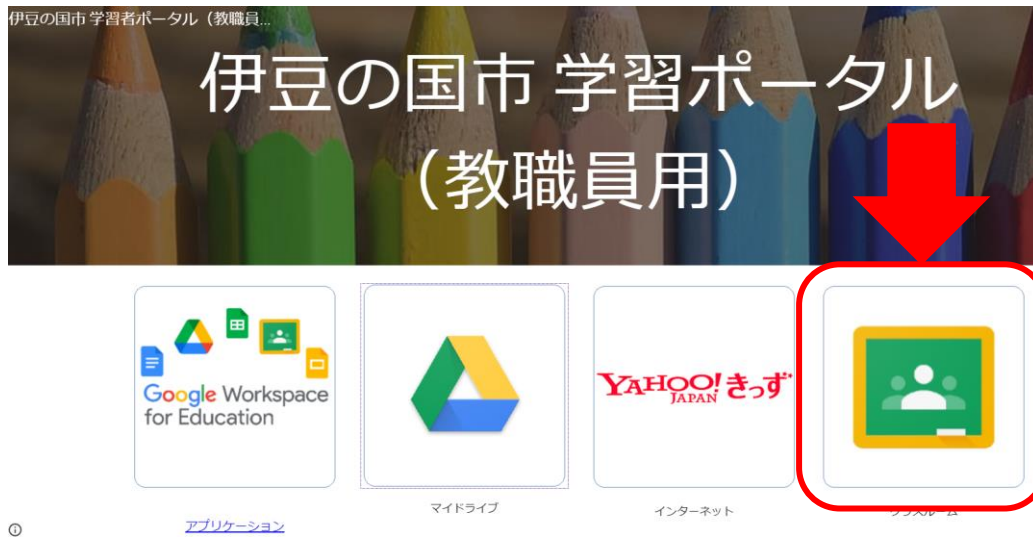 伊豆の国市 学習者ポータル（教職員...
伊豆の国市 学習ポータル
（教職員用）
Google Workspace
for Education
YAHOO! きっず
JAPAN
マイドライブ
インターネット
アプリケーション